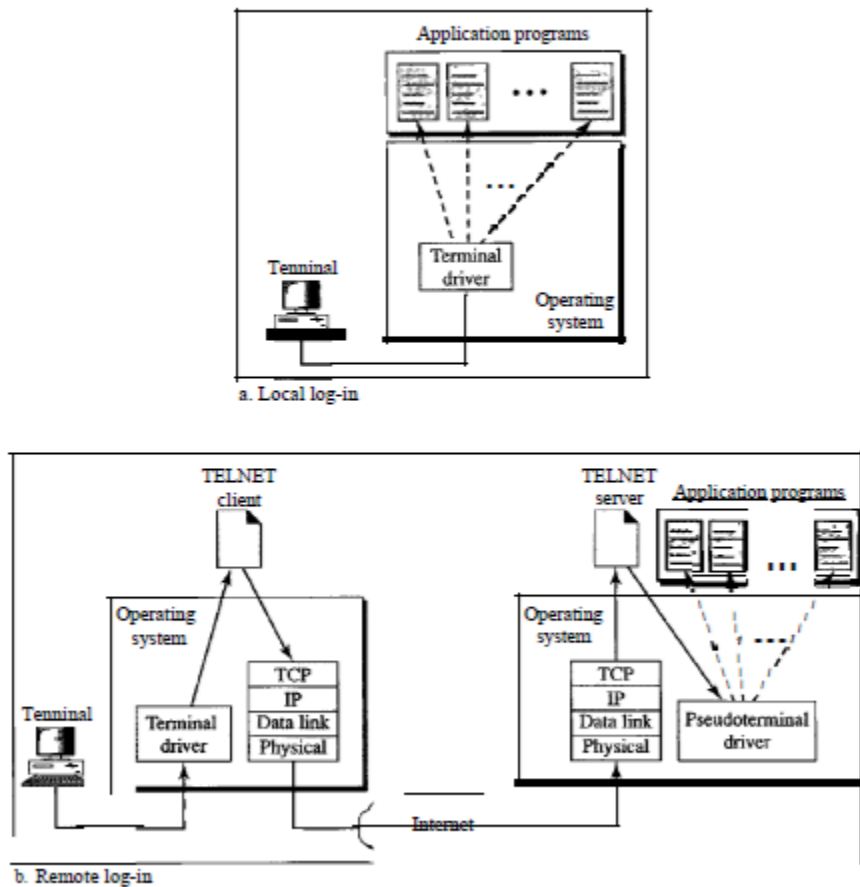 Application programs
Tenninal
Terminal
driver
Operating
system
a. Local log-in
TELNET
client
TELNET
server
Application programs
Operating
system
Operating
system
TCP
IP
Data link
Physical
TCP
IP
Data link
Physical
Tenninal
Terminal
driver
Pseudoterminal
driver
Internet
b. Remote log-in